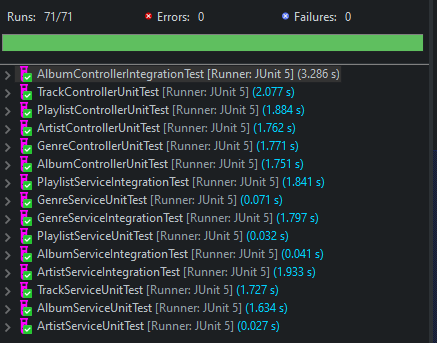 Runs: 71/71 Errors: 0 Failures: 0
AlbumControllerIntegrationTest [Runner: JUnit 5] (3.286 s)
TrackControllerUnitTest [Runner: JUnit 5] (2.077 s)
PlaylistControllerUnitTest [Runner: JUnit 5] (1.884 s)
ArtistControllerUnitTest [Runner: JUnit 5] (1.762 s)
GenreControllerUnitTest [Runner: JUnit 5] (1.771 s)
AlbumControllerUnitTest [Runner: JUnit 5] (1.751 s)
PlaylistServiceIntegrationTest [Runner: JUnit 5] (1.841 s)
GenreServiceUnitTest [Runner: JUnit 5] (0.071 s)
GenreServiceIntegrationTest [Runner: JUnit 5] (1.797 s)
PlaylistServiceUnitTest [Runner: JUnit 5] (0.032 s)
AlbumServiceIntegrationTest [Runner: JUnit 5] (0.041 s)
ArtistServiceIntegrationTest [Runner: JUnit 5] (1.933 s)
TrackServiceUnitTest [Runner: JUnit 5] (1.727 s)
AlbumServiceUnitTest [Runner: JUnit 5] (1.634 s)
ArtistServiceUnitTest [Runner: JUnit 5] (0.027 s)